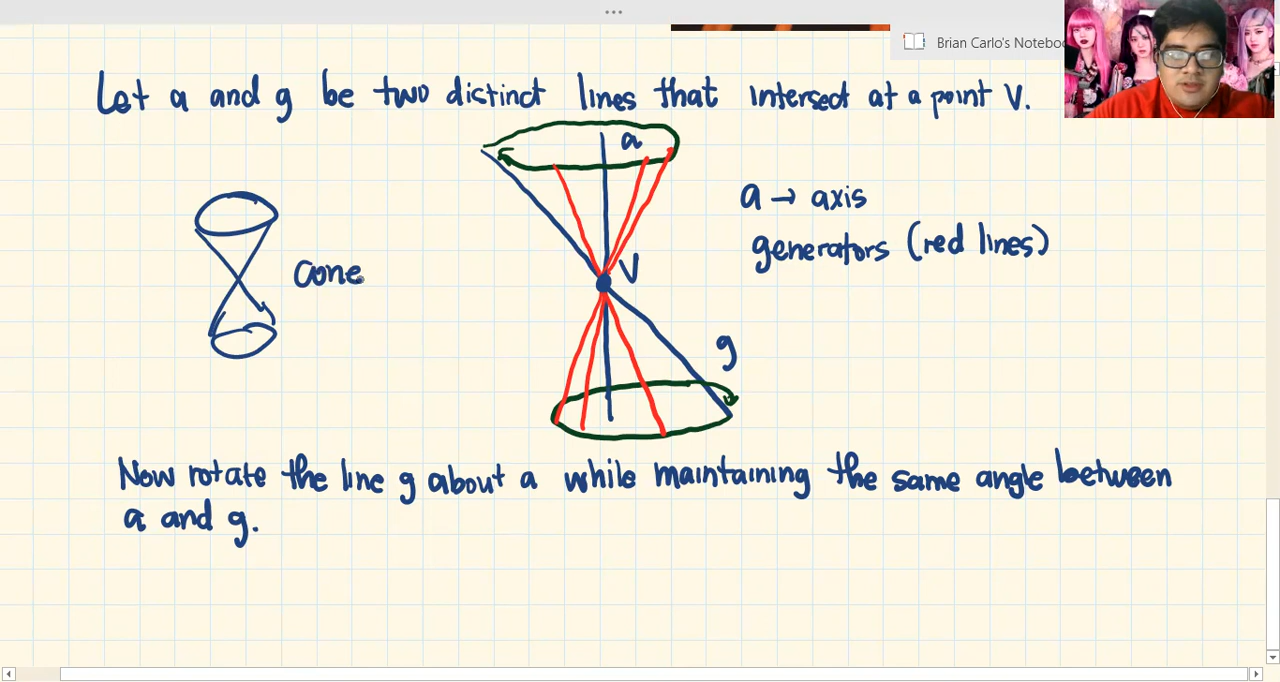 Brian Carlo's Notebo
Let a and g be two distinct lines that intersect at a point V.
a
a → axis
generators (red lines)
cone
V
g
Now rotate the line g about a while maintaining the same angle between
a and g.